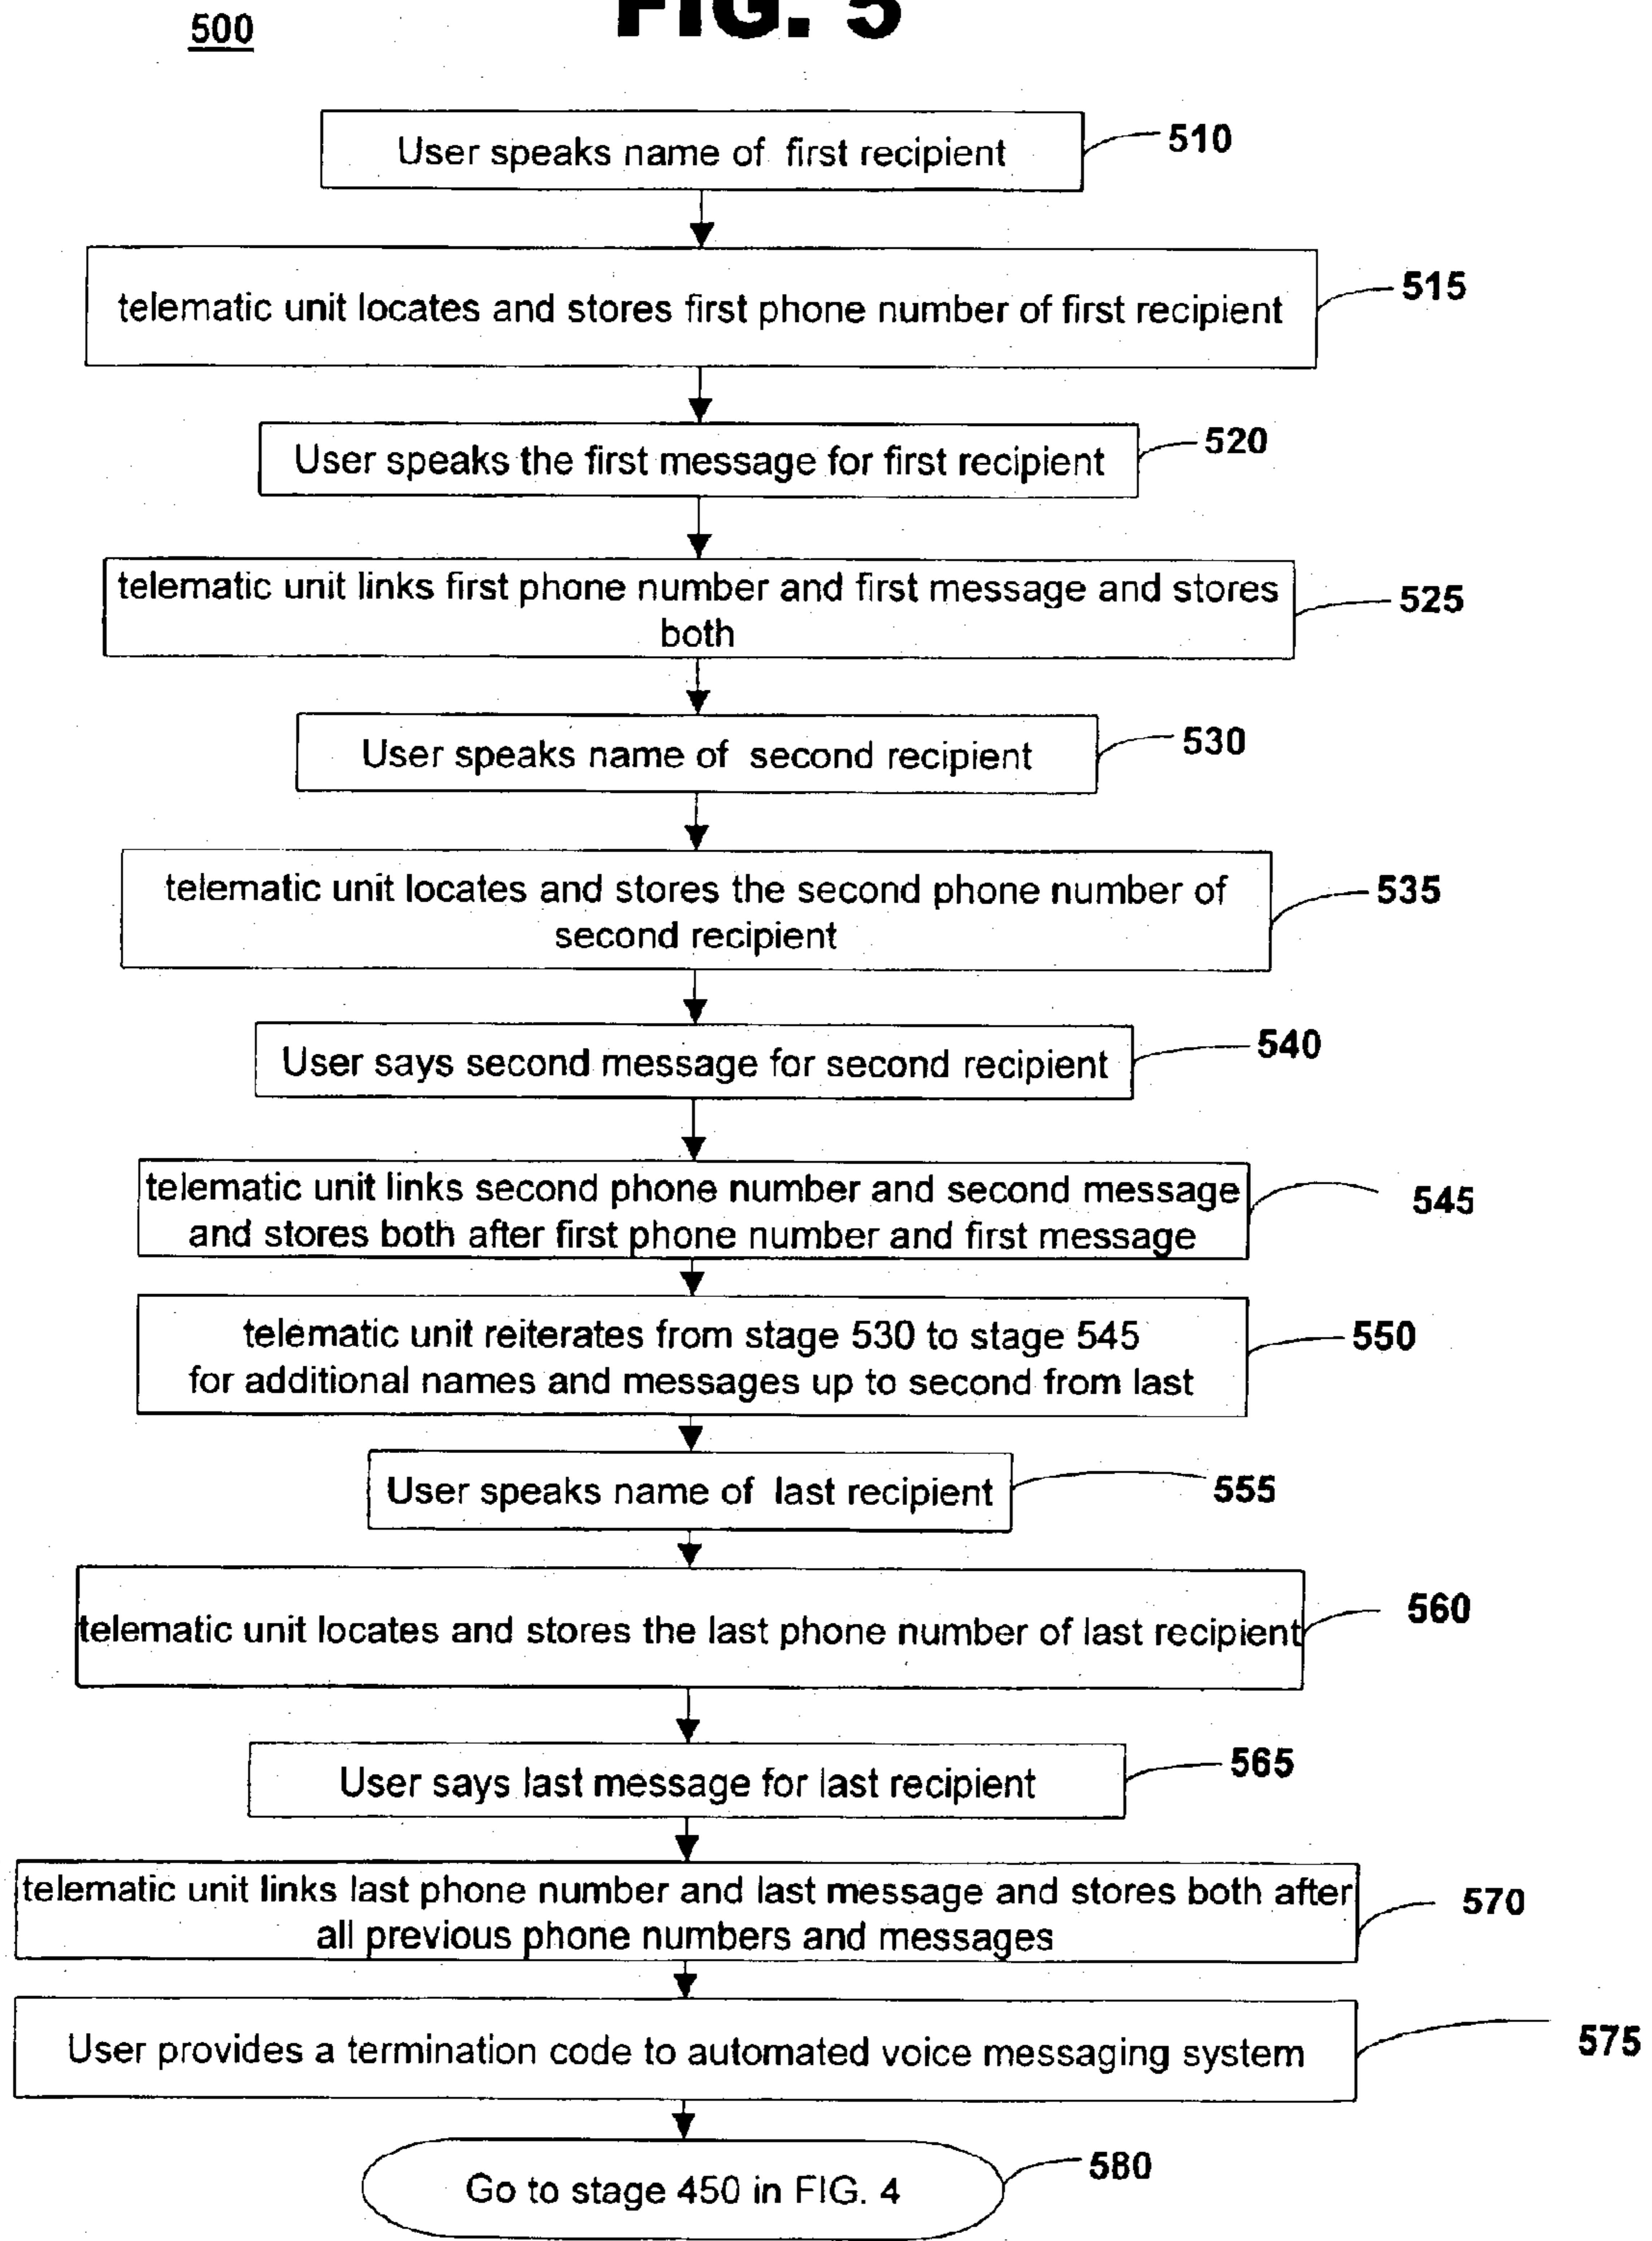 FIG. 5
500
User speaks name of first recipient
510
telematic unit locates and stores first phone number of first recipient
515
User speaks the first message for first recipient
520
telematic unit links first phone number and first message and stores
both
525
User speaks name of second recipient
530
telematic unit locates and stores the second phone number of
second recipient
535
User says second message for second recipient
540
telematic unit links second phone number and second message
and stores both after first phone number and first message
545
telematic unit reiterates from stage 530 to stage 545
for additional names and messages up to second from last
550
User speaks name of last recipient
555
telematic unit locates and stores the last phone number of last recipient
560
User says last message for last recipient
565
telematic unit links last phone number and last message and stores both after
all previous phone numbers and messages
570
User provides a termination code to automated voice messaging system
575
Go to stage 450 in FIG. 4
580